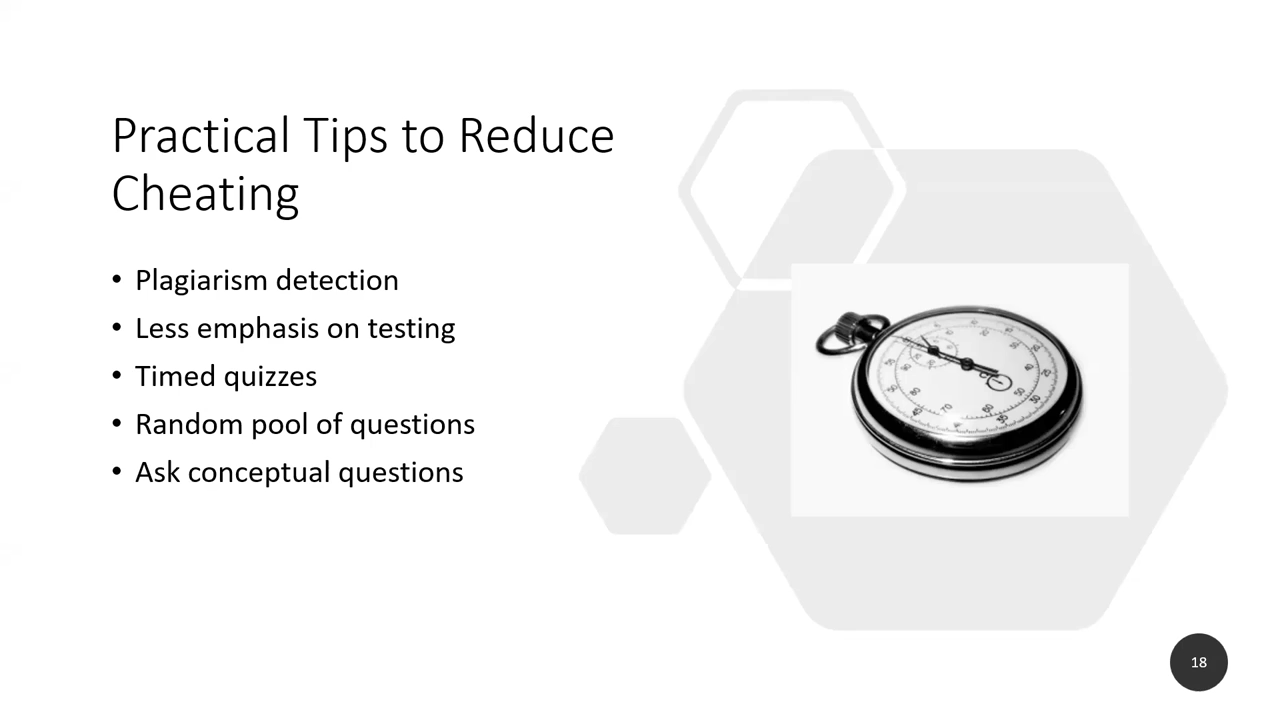 Practical Tips to Reduce
Cheating
• Plagiarism detection
• Less emphasis on testing
• Timed quizzes
• Random pool of questions
• Ask conceptual questions
18